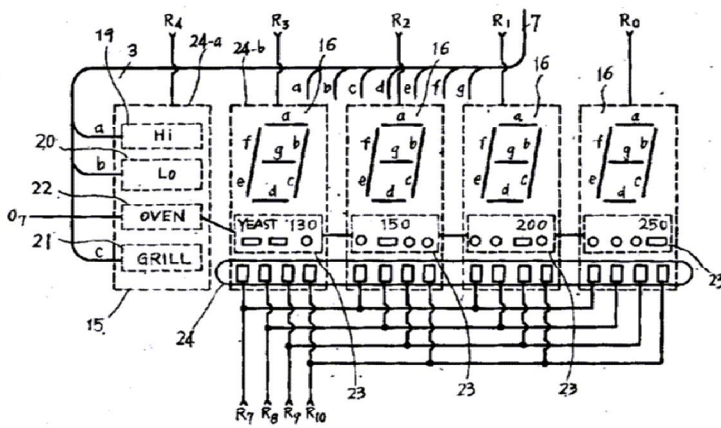 R4 R3 R2 R1 R0
7
19 3 24-a 24-b 16 16 16 16
a b c d e f g
a Hi
20
b Lo
22
O7 OVEN
21
c GRILL
15
a f b g e c d
a f b g e c d
a f b g e c d
a f b g e c d
YEAST 130 150 200 250
23
24
23 23 23
R7 R8 R9 R10